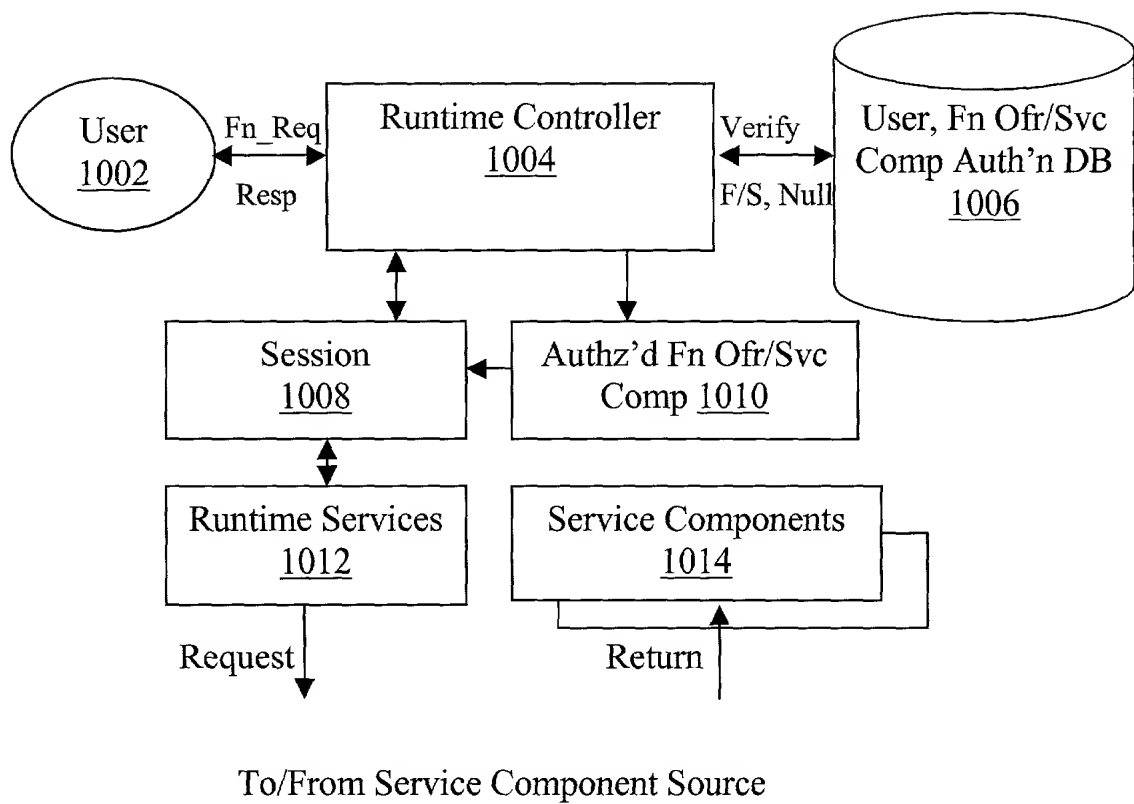 User
1002
Fn_Req
Resp
Runtime Controller
1004
Verify
F/S, Null
User, Fn Ofr/Svc
Comp Auth’n DB
1006
Session
1008
Authz’d Fn Ofr/Svc
Comp 1010
Runtime Services
1012
Service Components
1014
Request
Return
To/From Service Component Source